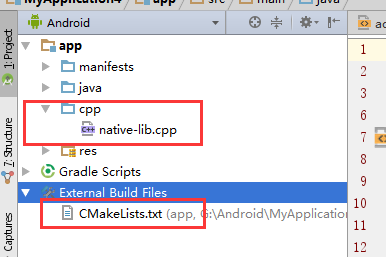 MyApplication4 app src main java
Android
ac
1: Project
app
1
manifests
2
java
3
cpp
4
native-lib.cpp
5
res
6
7: Structure
Gradle Scripts
7
External Build Files
8
CMakeLists.txt (app, G:\Android\MyApplication
9
Captures
10
11
12